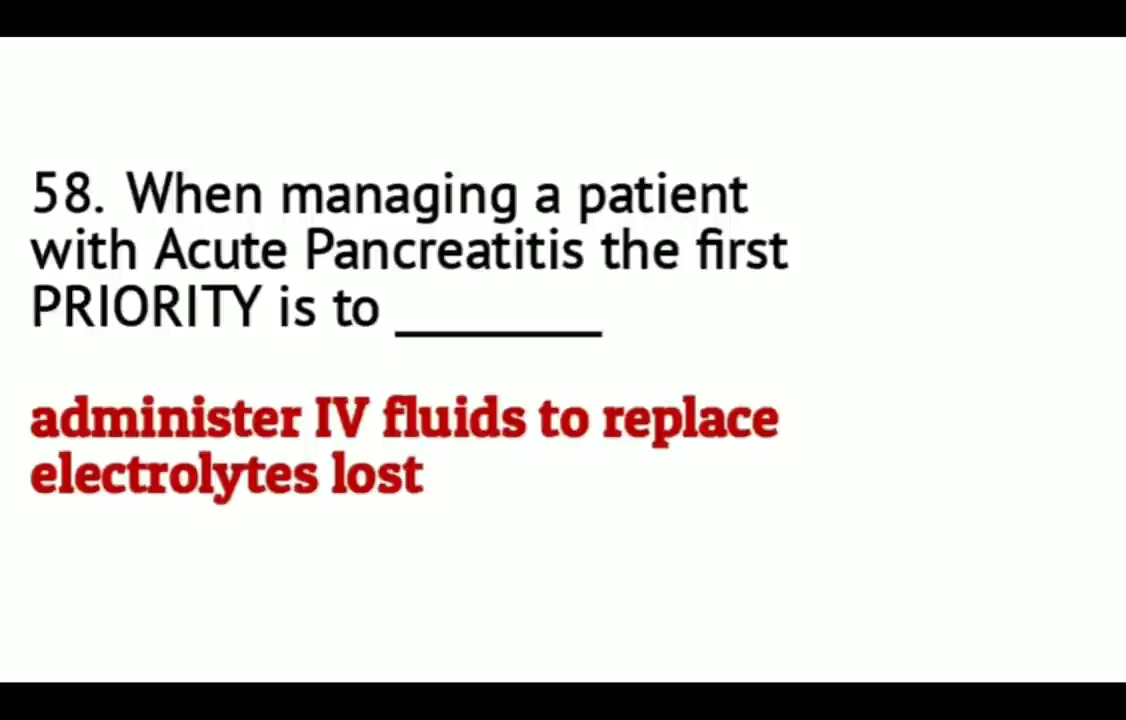 58. When managing a patient
with Acute Pancreatitis the first
PRIORITY is to ________
administer IV fluids to replace
electrolytes lost